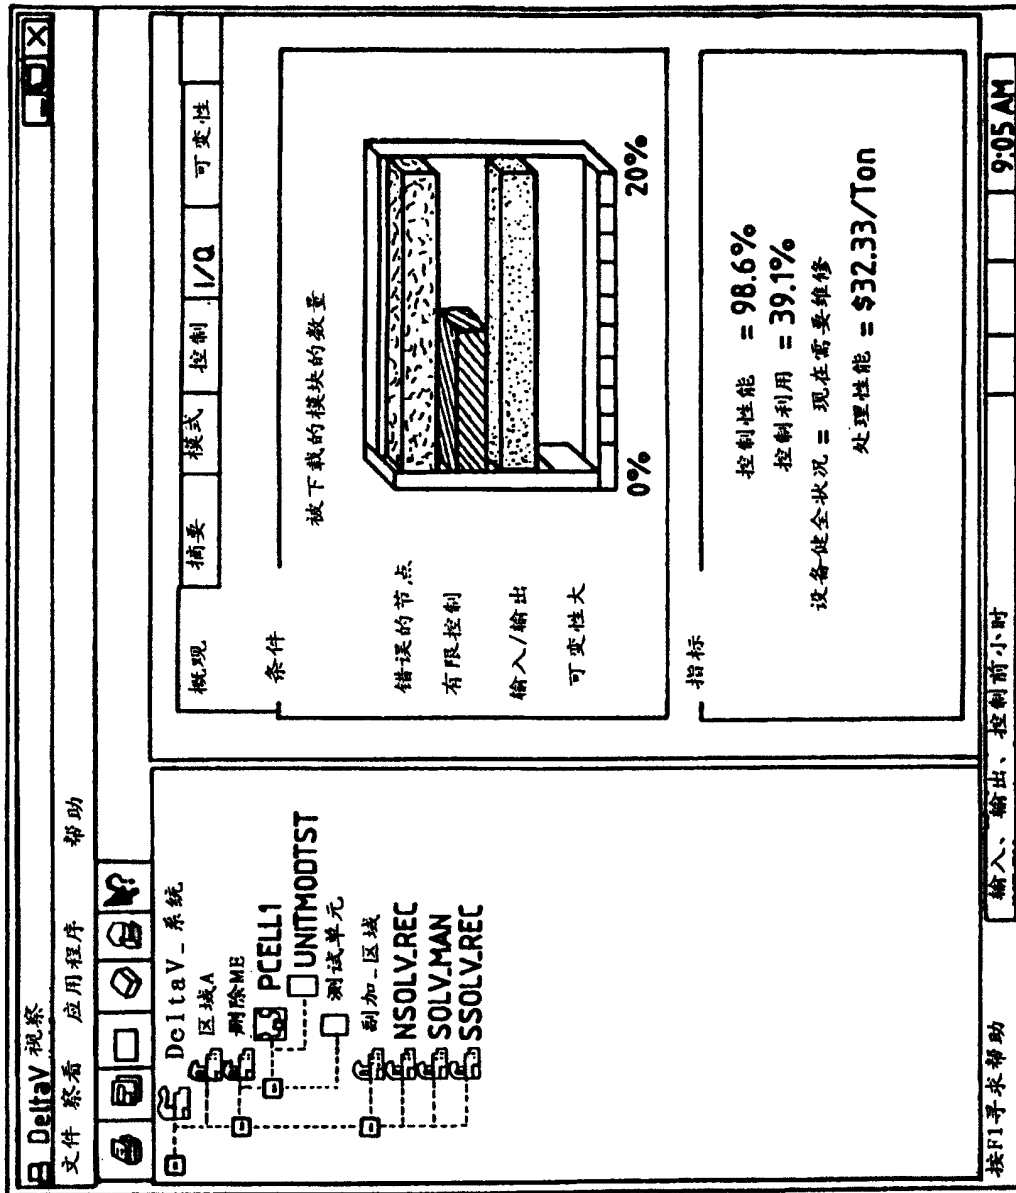 DeltaV 视察
文件 察看 应用程序 帮助
DeltaV_系统
区域A
删除ME
PCELL1
UNITMODTST
测试单元
副加_区域
NSOLV_REC
SOLV_MAN
SSOLV_REC
概观 摘要 模式 控制 I/Q 可变性
条件
被下载的模块的数量
错误的节点
有限控制
输入/输出
可变性大
0% 20%
指标
控制性能 = 98.6%
控制利用 = 39.1%
设备健全状况 = 现在需要维修
处理性能 = $32.33/Ton
按F1寻求帮助
输入、输出、控制前小时
9:05 AM